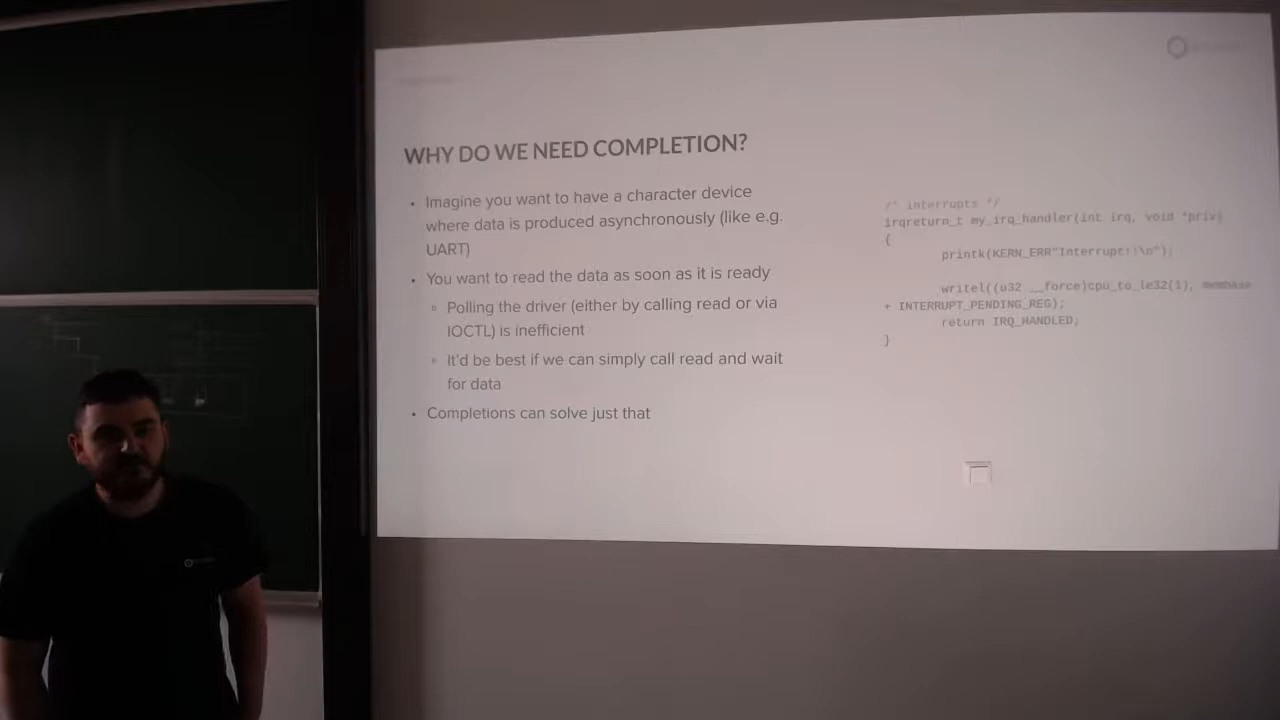 WHY DO WE NEED COMPLETION?
• Imagine you want to have a character device
where data is produced asynchronously (like e.g.
UART)
• You want to read the data as soon as it is ready
Polling the driver (either by calling read or via
IOCTL) is inefficient
It'd be best if we can simply call read and wait
for data
• Completions can solve just that
/* interrupts */
irqreturn_t my_irq_handler(int irq, void *priv)
{
printk(KERN_ERR"Interrupt!!\n");
writel((u32 __force)cpu_to_le32(1), membase
+ INTERRUPT_PENDING_REG);
return IRQ_HANDLED;
}